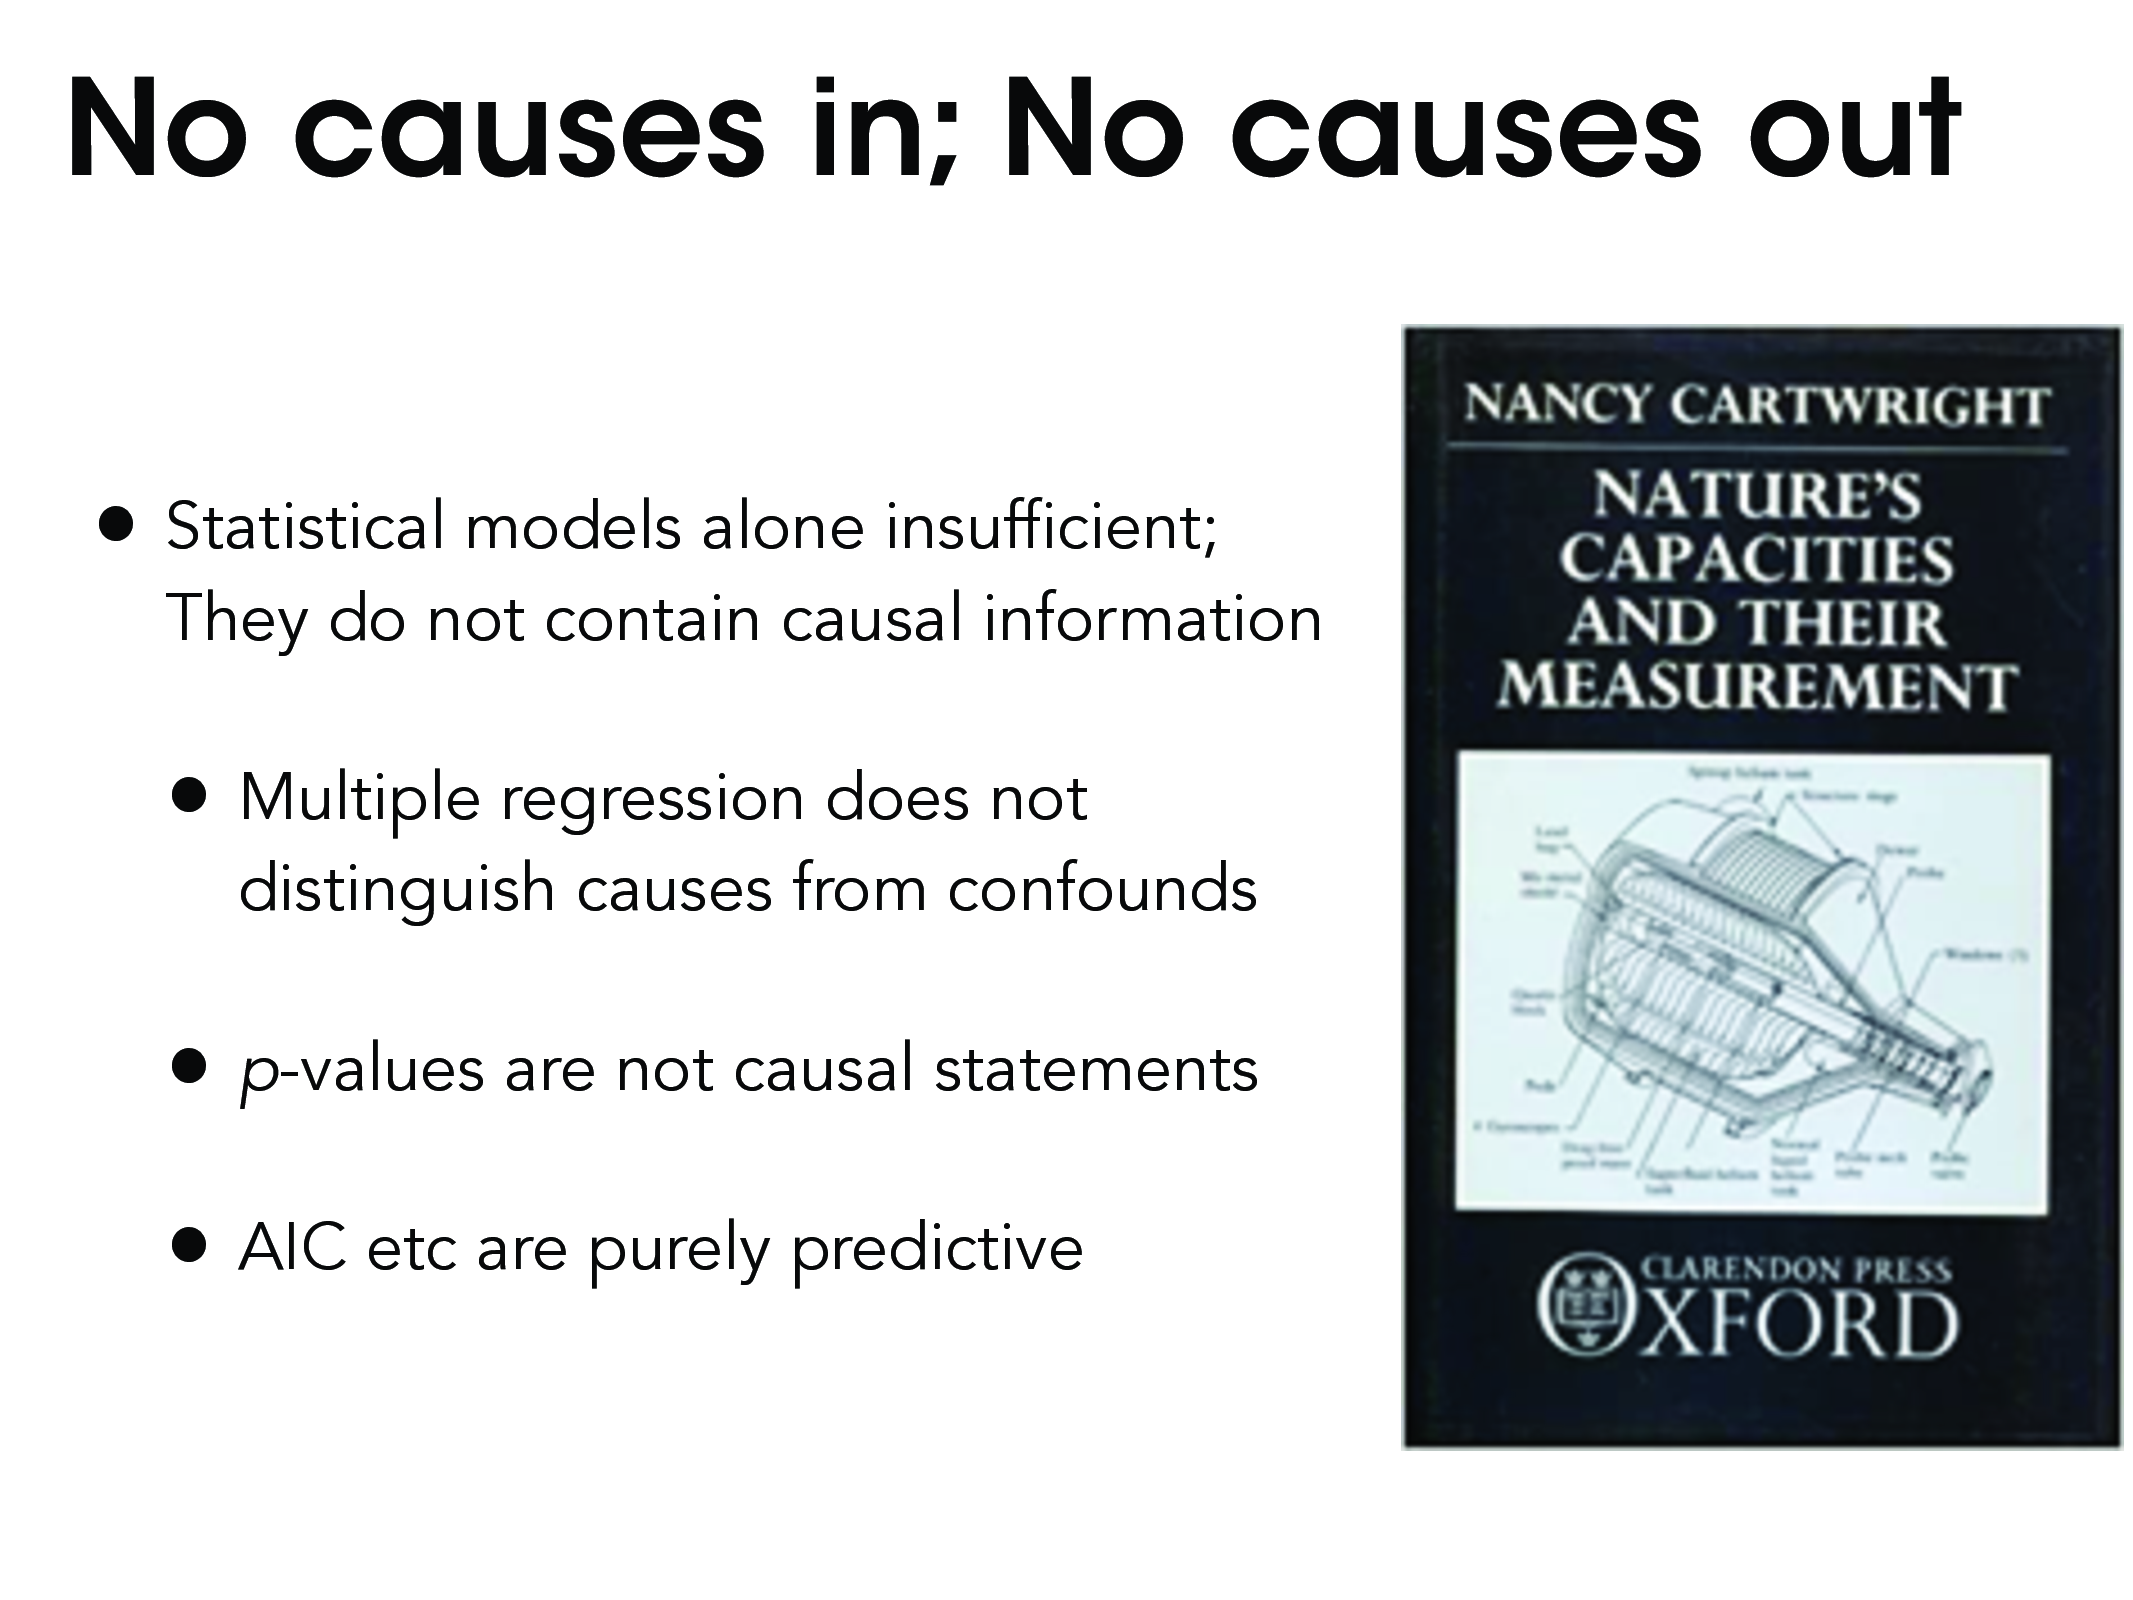 No causes in; No causes out
• Statistical models alone insufficient;
They do not contain causal information
• Multiple regression does not
distinguish causes from confounds
• p-values are not causal statements
• AIC etc are purely predictive
NANCY CARTWRIGHT
NATURE'S
CAPACITIES
AND THEIR
MEASUREMENT
Windows
Probe
CLARENDON PRESS
OXFORD